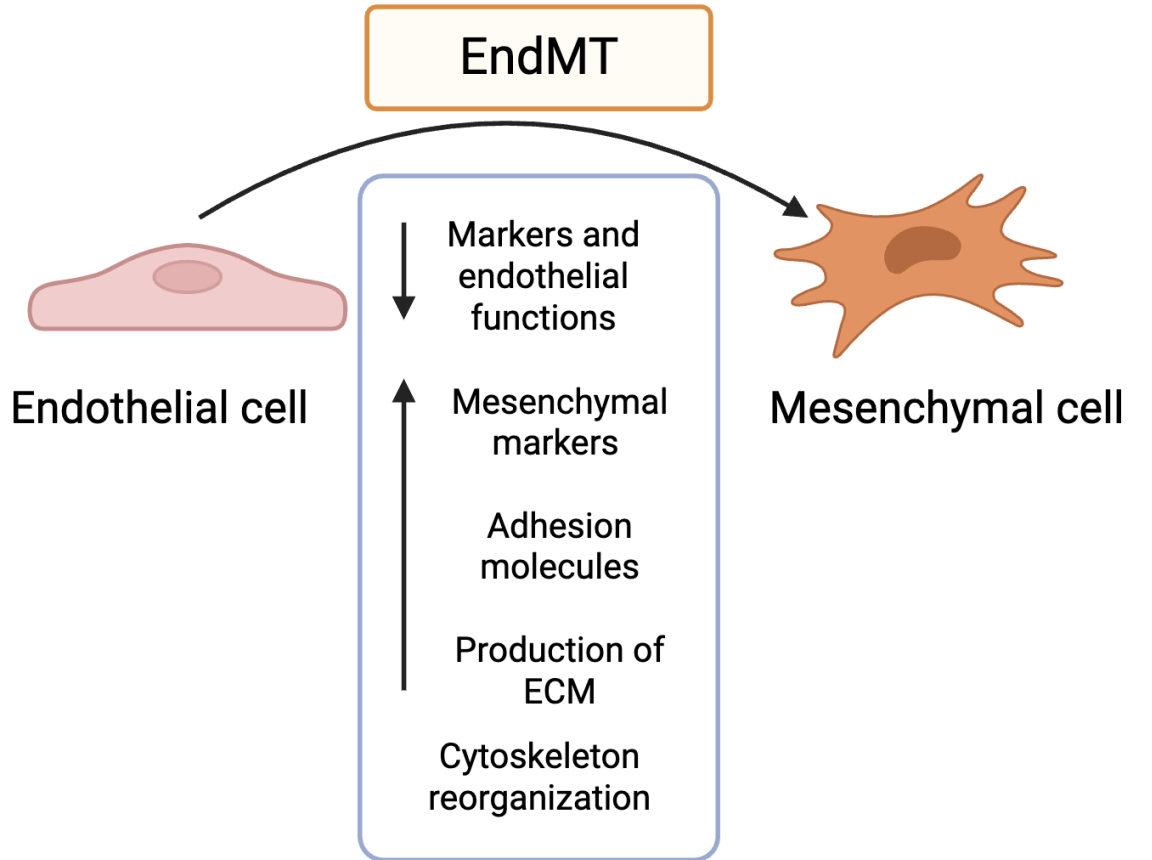 EndMT
Markers and
endothelial
functions
Endothelial cell
Mesenchymal
markers
Mesenchymal cell
Adhesion
molecules
Production of
ECM
Cytoskeleton
reorganization